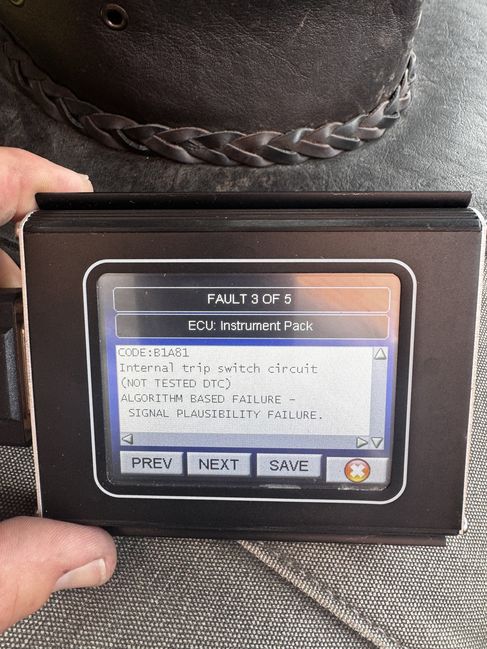 FAULT 3 OF 5
ECU: Instrument Pack
CODE:B1A81
Internal trip switch circuit
(NOT TESTED DTC)
ALGORITHM BASED FAILURE -
SIGNAL PLAUSIBILITY FAILURE.
PREV NEXT SAVE